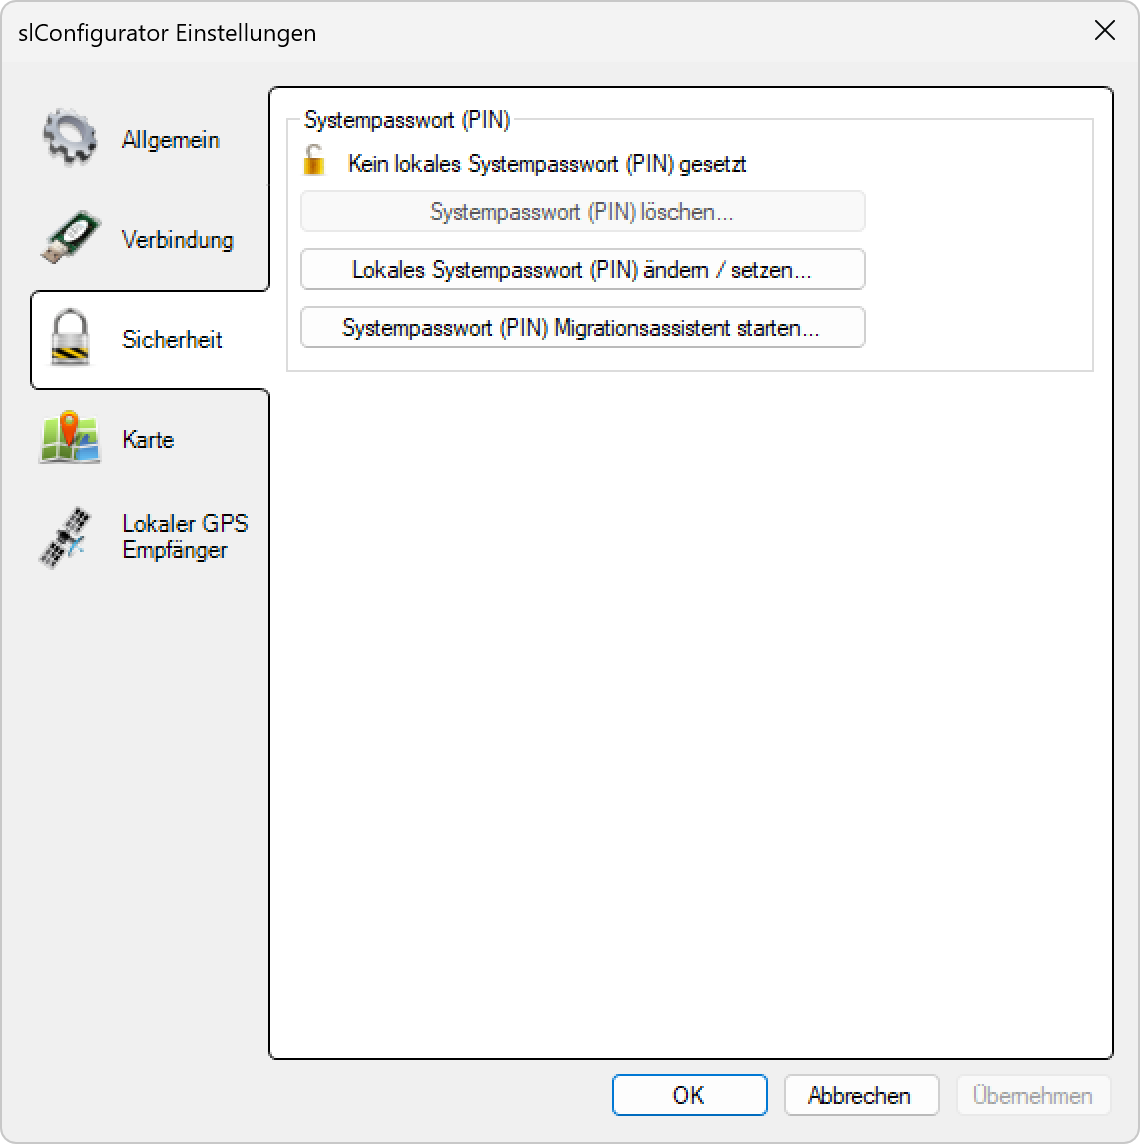 slConfigurator Einstellungen
Allgemein
Verbindung
Sicherheit
Karte
Lokaler GPS
Empfänger
Systempasswort (PIN)
Kein lokales Systempasswort (PIN) gesetzt
Systempasswort (PIN) löschen...
Lokales Systempasswort (PIN) ändern / setzen...
Systempasswort (PIN) Migrationsassistent starten...
OK
Abbrechen
Übernehmen